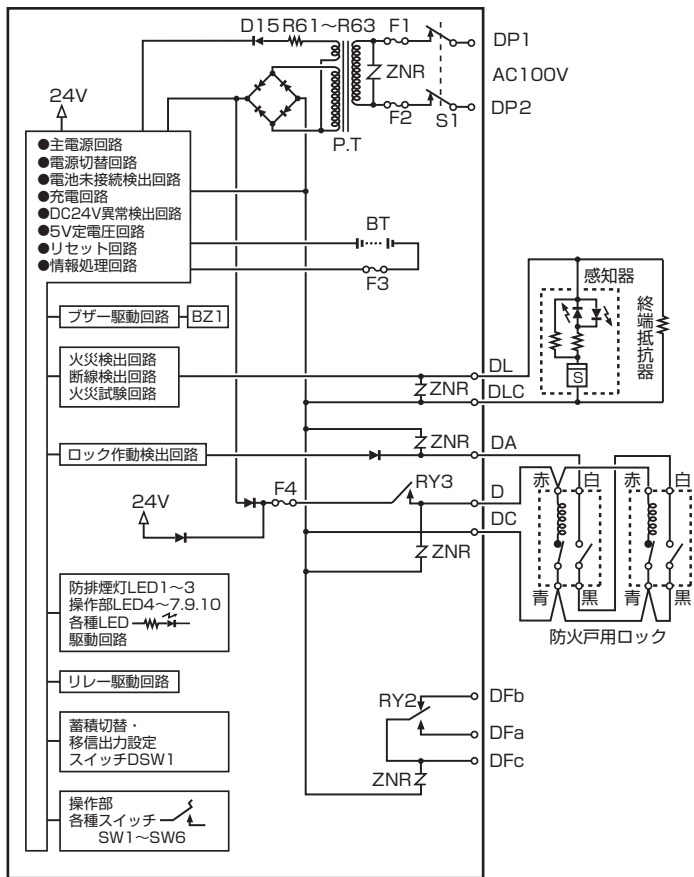 D15 R61～R63
F1
DP1
ZNR
AC100V
24V
F2
S1
DP2
P.T
●主電源回路
●電源切替回路
●電池未接続検出回路
●充電回路
●DC24V異常検出回路
●5V定電圧回路
●リセット回路
●情報処理回路
BT
F3
感知器
終端抵抗器
S
ブザー駆動回路
BZ1
火災検出回路
断線検出回路
火災試験回路
DL
ZNR
DLC
ZNR
DA
ロック作動検出回路
RY3
赤
白
赤
白
24V
F4
D
DC
ZNR
青
黒
青
黒
防火戸用ロック
防排煙灯LED1～3
操作部LED4～7.9.10
各種LED
駆動回路
リレー駆動回路
RY2
DFb
DFa
DFc
ZNR
蓄積切替・
移信出力設定
スイッチDSW1
操作部
各種スイッチ
SW1～SW6